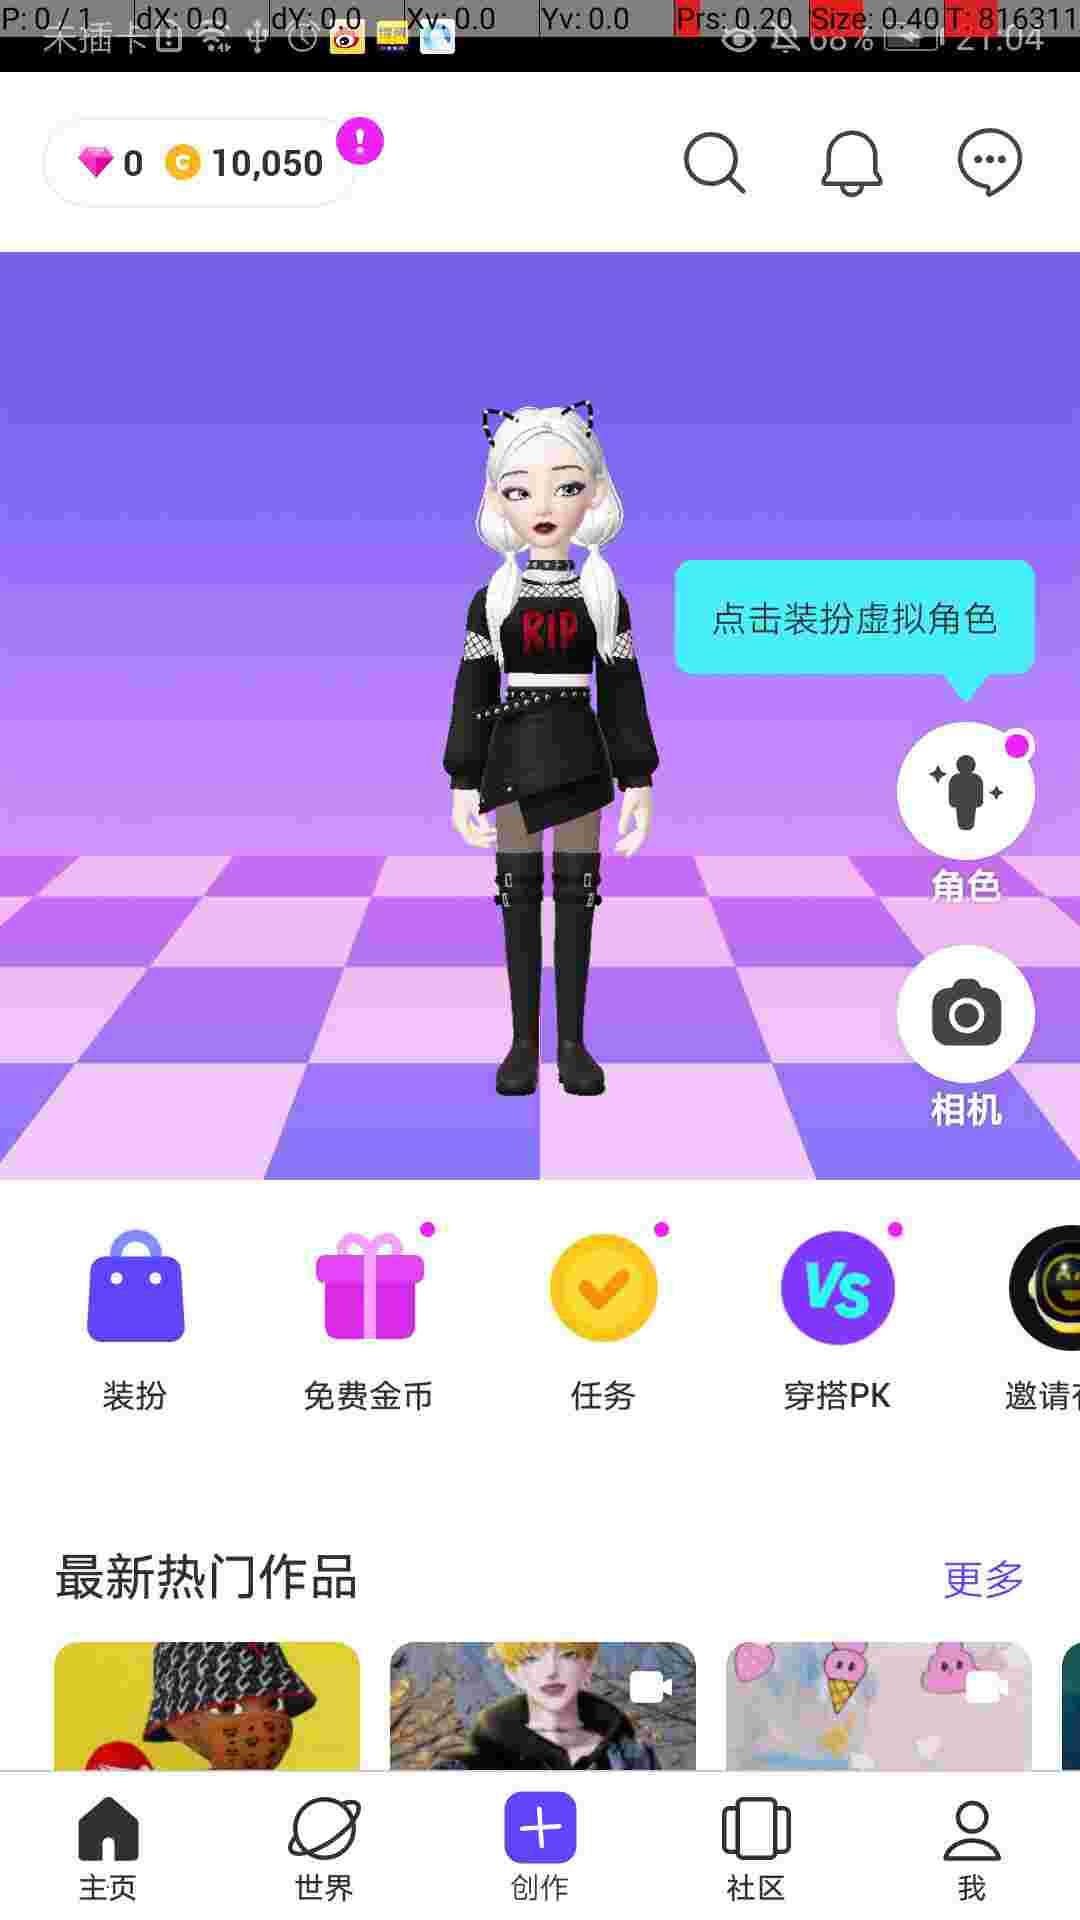 P: 0 / 1 dX: 0.0 dY: 0.0 Xv: 0.0 Yv: 0.0 Prs: 0.20 Size: 0.40 T: 816311
未插卡 68% 21:04
0 10,050
RIP
点击装扮虚拟角色
角色
相机
VS
装扮 免费金币 任务 穿搭PK 邀请
最新热门作品 更多
主页 世界 创作 社区 我